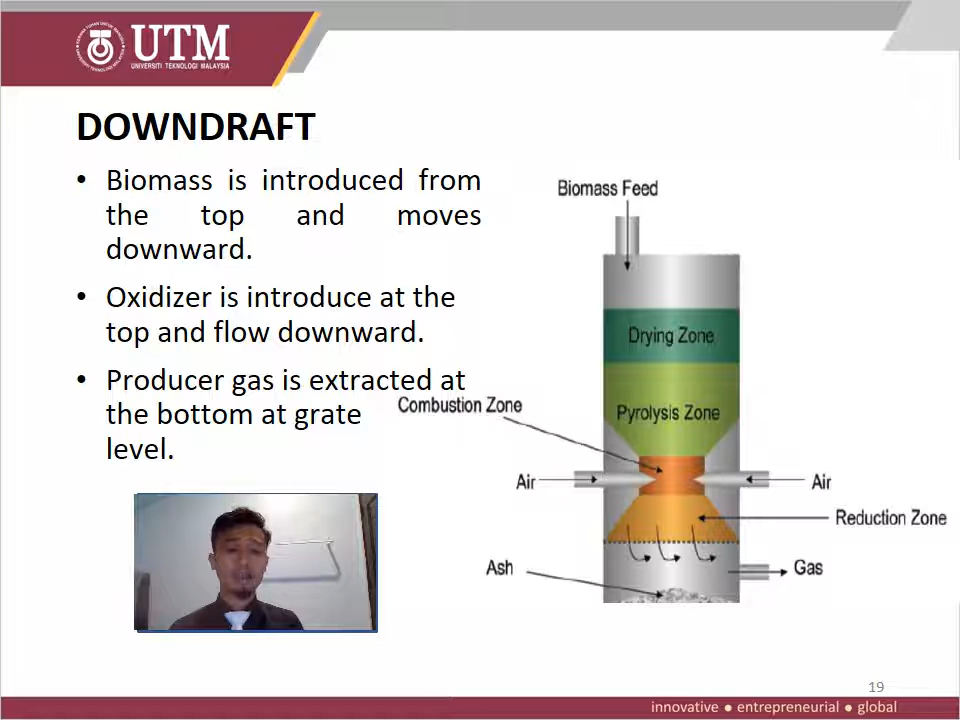 UTM
UNIVERSITI TEKNOLOGI MALAYSIA
DOWNDRAFT
• Biomass is introduced from
the top and moves
downward.
• Oxidizer is introduce at the
top and flow downward.
• Producer gas is extracted at
the bottom at grate
level.
Biomass Feed
Drying Zone
Combustion Zone
Pyrolysis Zone
Air
Air
Reduction Zone
Ash
Gas
19
innovative ● entrepreneurial ● global